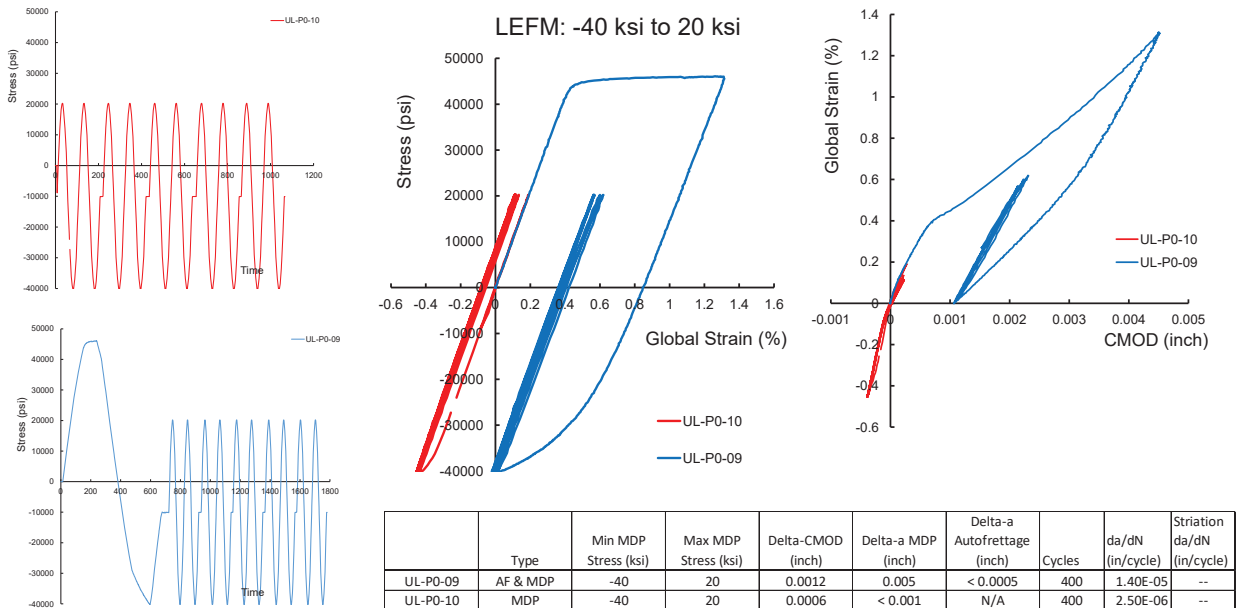 UL-P0-10
50000
40000
30000
20000
10000
0
-10000
-20000
-30000
-40000
Stress (psi)
0
200
400
600
800
1000
1200
Time
UL-P0-09
50000
40000
30000
20000
10000
0
-10000
-20000
-30000
-40000
Stress (psi)
0 200 400 600 800 1000 1200 1400 1600 1800
Time
LEFM: -40 ksi to 20 ksi
50000
40000
30000
20000
10000
0
-10000
-20000
-30000
-40000
Stress (psi)
-0.6 -0.4 -0.2 0 0.2 0.4 0.6 0.8 1 1.2 1.4 1.6
Global Strain (%)
UL-P0-10
UL-P0-09
1.4
1.2
1
0.8
0.6
0.4
0.2
0
-0.2
-0.4
-0.6
Global Strain (%)
-0.001 0 0.001 0.002 0.003 0.004 0.005
CMOD (inch)
UL-P0-10
UL-P0-09
Type Min MDP Stress (ksi) Max MDP Stress (ksi) Delta-CMOD (inch) Delta-a MDP (inch) Delta-a Autofrettage (inch) Cycles da/dN (in/cycle) Striation da/dN (in/cycle)
UL-P0-09 AF & MDP -40 20 0.0012 0.005 < 0.0005 400 1.40E-05 --
UL-P0-10 MDP -40 20 0.0006 < 0.001 N/A 400 2.50E-06 --